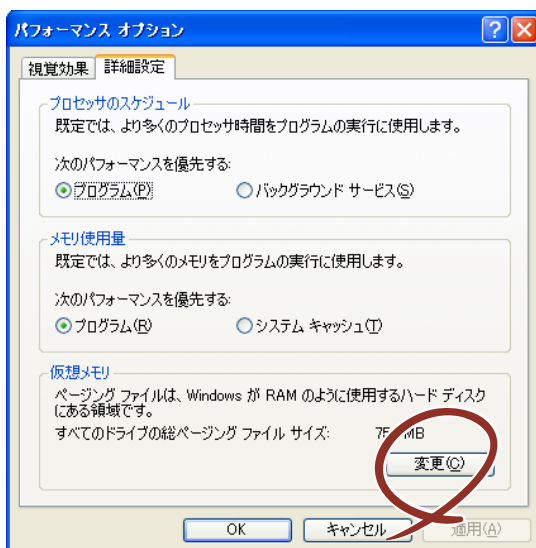 パフォーマンス オプション
視覚効果 詳細設定
プロセッサのスケジュール
既定では、より多くのプロセッサ時間をプログラムの実行に使用します。
次のパフォーマンスを優先する:
プログラム(P) バックグラウンド サービス(S)
メモリ使用量
既定では、より多くのメモリをプログラムの実行に使用します。
次のパフォーマンスを優先する:
プログラム(R) システム キャッシュ(T)
仮想メモリ
ページング ファイルは、Windows が RAM のように使用するハード ディスク
にある領域です。
すべてのドライブの総ページング ファイル サイズ: MB
変更(C)
OK キャンセル 適用(A)